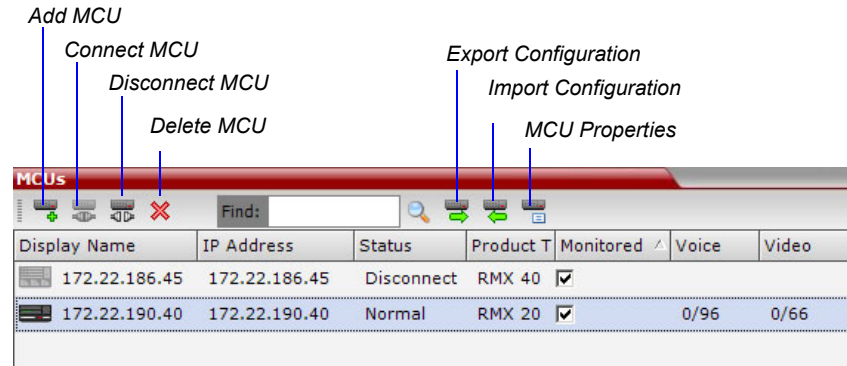 Add MCU
Connect MCU
Export Configuration
Disconnect MCU
Import Configuration
Delete MCU
MCU Properties
MCUs
Find:
Display Name IP Address Status Product T Monitored Voice Video
172.22.186.45 172.22.186.45 Disconnect RMX 40
172.22.190.40 172.22.190.40 Normal RMX 20 0/96 0/66